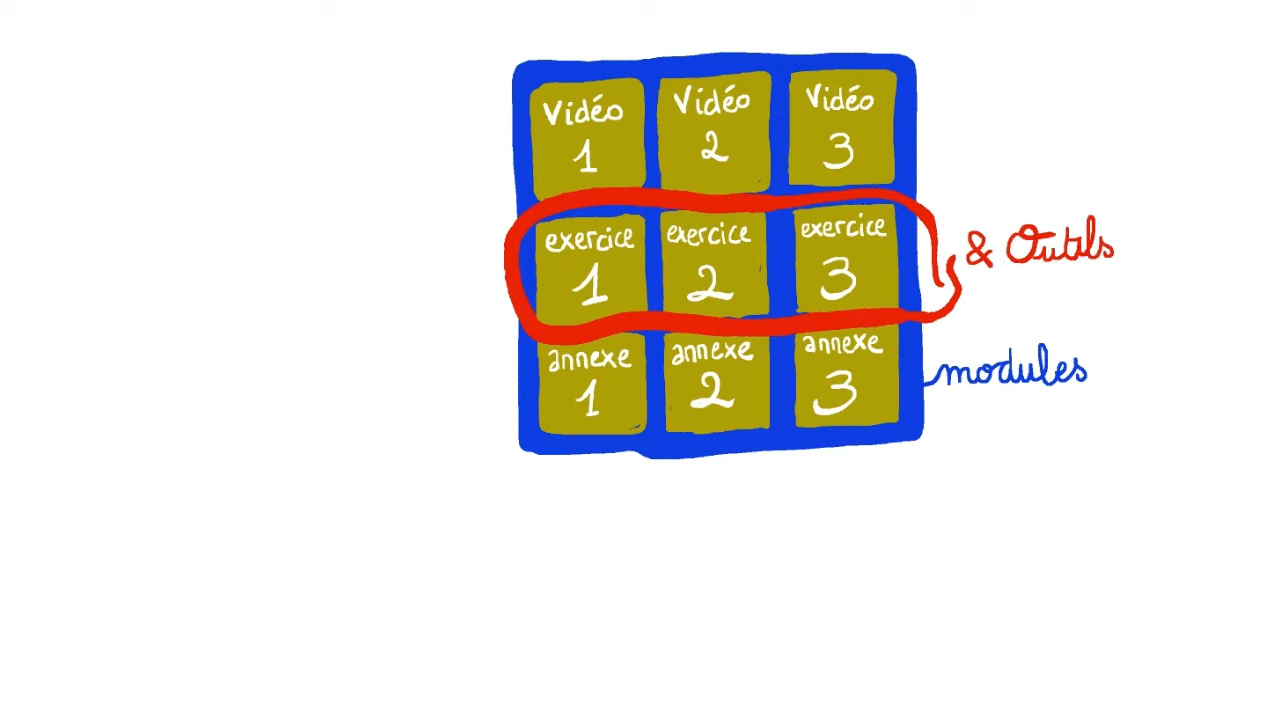 Vidéo
1
Vidéo
2
Vidéo
3
exercice
1
exercice
2
exercice
3
& Outils
annexe
1
annexe
2
annexe
3
modules